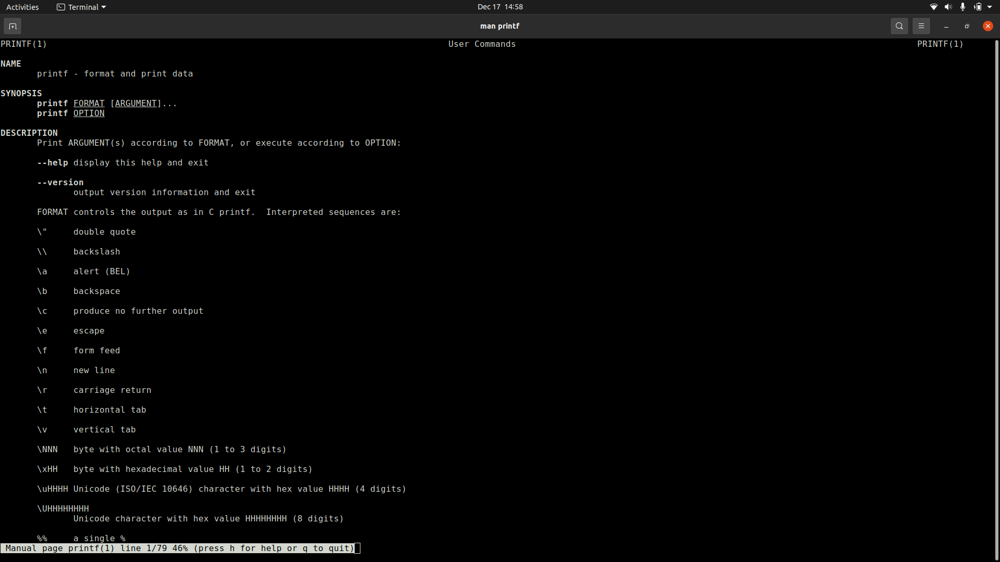 Activities Terminal Dec 17 14:58
man printf
PRINTF(1) User Commands PRINTF(1)
NAME
printf - format and print data
SYNOPSIS
printf FORMAT [ARGUMENT]...
printf OPTION
DESCRIPTION
Print ARGUMENT(s) according to FORMAT, or execute according to OPTION:
--help display this help and exit
--version
output version information and exit
FORMAT controls the output as in C printf.  Interpreted sequences are:
\" double quote
\\ backslash
\a alert (BEL)
\b backspace
\c produce no further output
\e escape
\f form feed
\n new line
\r carriage return
\t horizontal tab
\v vertical tab
\NNN byte with octal value NNN (1 to 3 digits)
\xHH byte with hexadecimal value HH (1 to 2 digits)
\uHHHH Unicode (ISO/IEC 10646) character with hex value HHHH (4 digits)
\UHHHHHHHH
Unicode character with hex value HHHHHHHH (8 digits)
%% a single %
Manual page printf(1) line 1/79 46% (press h for help or q to quit)